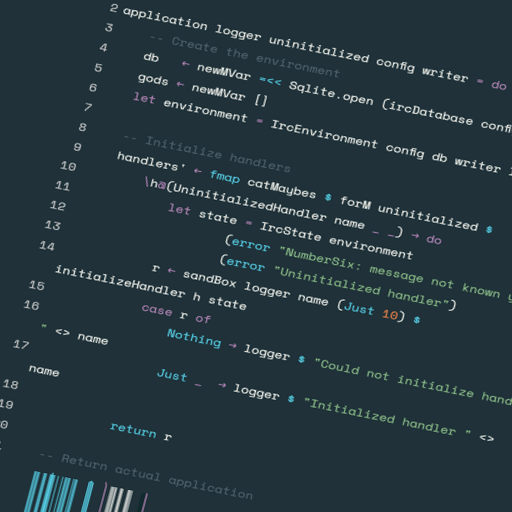 2 application logger uninitialized config writer = do
3 -- Create the environment
4 db ← newMVar =<< Sqlite.open (ircDatabase
5 gods ← newMVar []
6 let environment = IrcEnvironment config db writer
7
8 -- Initialize handlers
9 handlers' ← fmap catMaybes $ forM uninitialized $
10 \h@(UninitializedHandler name _ _) → do
11 let state = IrcState environment
12 (error "NumberSix: message not known
13 (error "Uninitialized handler")
14 r ← sandBox logger name (Just 10) $
initializeHandler h state
15 case r of
16 Nothing → logger $ "Could not initialize
" <> name
17 Just _ → logger $ "Initialized handler " <>
name
18
19 return r
-- Return actual application